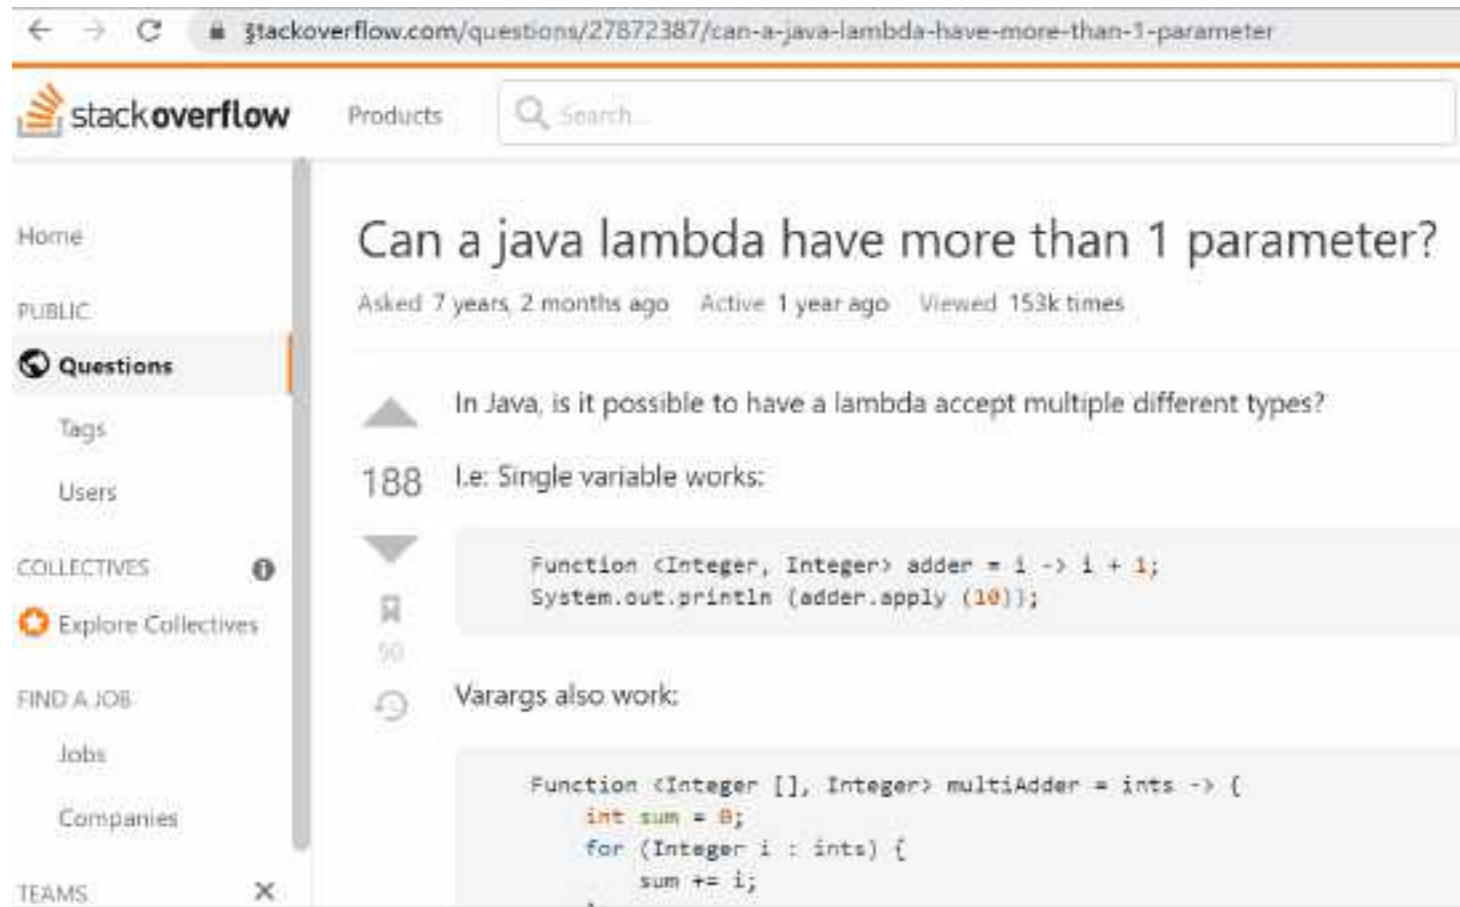 stackoverflow.com/questions/27872387/can-a-java-lambda-have-more-than-1-parameter
stackoverflow
Products
Search...
Home
PUBLIC
Questions
Tags
Users
COLLECTIVES
Explore Collectives
FIND A JOB
Jobs
Companies
TEAMS
Can a java lambda have more than 1 parameter?
Asked 7 years, 2 months ago Active 1 year ago Viewed 153k times
In Java, is it possible to have a lambda accept multiple different types?
188
I.e: Single variable works:
Function <Integer, Integer> adder = i -> i + 1;
System.out.println (adder.apply (10));
50
Varargs also work:
Function <Integer [], Integer> multiAdder = ints -> {
int sum = 0;
for (Integer i : ints) {
sum += i;